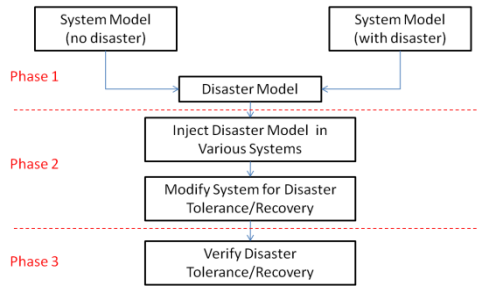 System Model
(no disaster)
System Model
(with disaster)
Phase 1
Disaster Model
Inject Disaster Model in
Various Systems
Phase 2
Modify System for Disaster
Tolerance/Recovery
Phase 3
Verify Disaster
Tolerance/Recovery